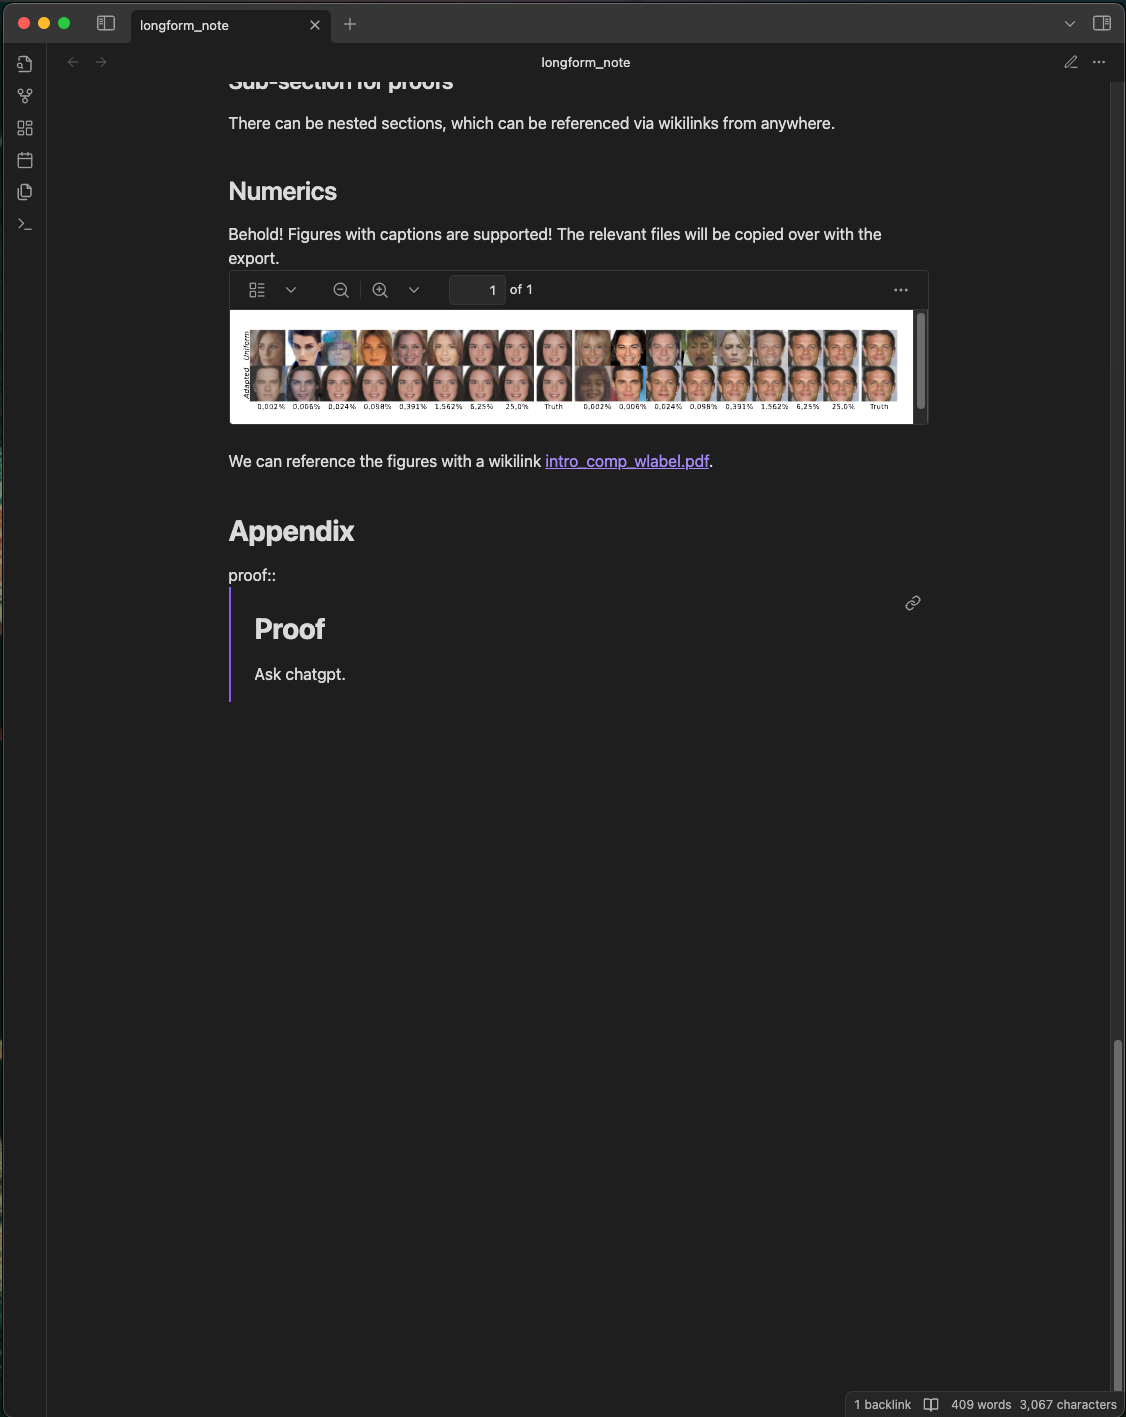 longform_note
longform_note
Sub-section for proofs
There can be nested sections, which can be referenced via wikilinks from anywhere.
Numerics
Behold! Figures with captions are supported! The relevant files will be copied over with the
export.
1 of 1
Uniform
Adapted
0,002% 0,006% 0,024% 0,098% 0,391% 1,562% 6,25% 25,0% Truth 0,002% 0,006% 0,024% 0,098% 0,391% 1,562% 6,25% 25,0% Truth
We can reference the figures with a wikilink intro_comp_wlabel.pdf.
Appendix
proof::
Proof
Ask chatgpt.
1 backlink 409 words 3,067 characters